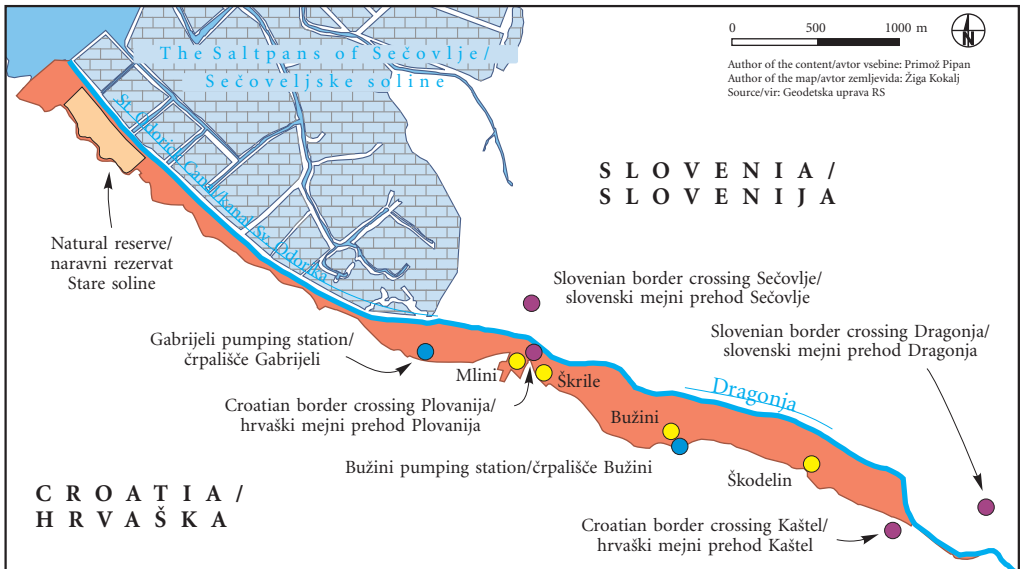 The Saltpans of Sečovlje/
Sečoveljske soline
0 500 1000 m
N
Author of the content/avtor vsebine: Primož Pipan
Author of the map/avtor zemljevida: Žiga Kokalj
Source/vir: Geodetska uprava RS
St. Odorick Canal/kanal Sv. Odorika
SLOVENIA/
SLOVENIJA
Natural reserve/
naravni rezervat
Stare soline
Slovenian border crossing Sečovlje/
slovenski mejni prehod Sečovlje
Slovenian border crossing Dragonja/
slovenski mejni prehod Dragonja
Gabrijeli pumping station/
črpališče Gabrijeli
Mlini
Škrile
Dragonja
Croatian border crossing Plovanija/
hrvaški mejni prehod Plovanija
Bužini
Bužini pumping station/črpališče Bužini
Škodelin
CROATIA/
HRVAŠKA
Croatian border crossing Kaštel/
hrvaški mejni prehod Kaštel